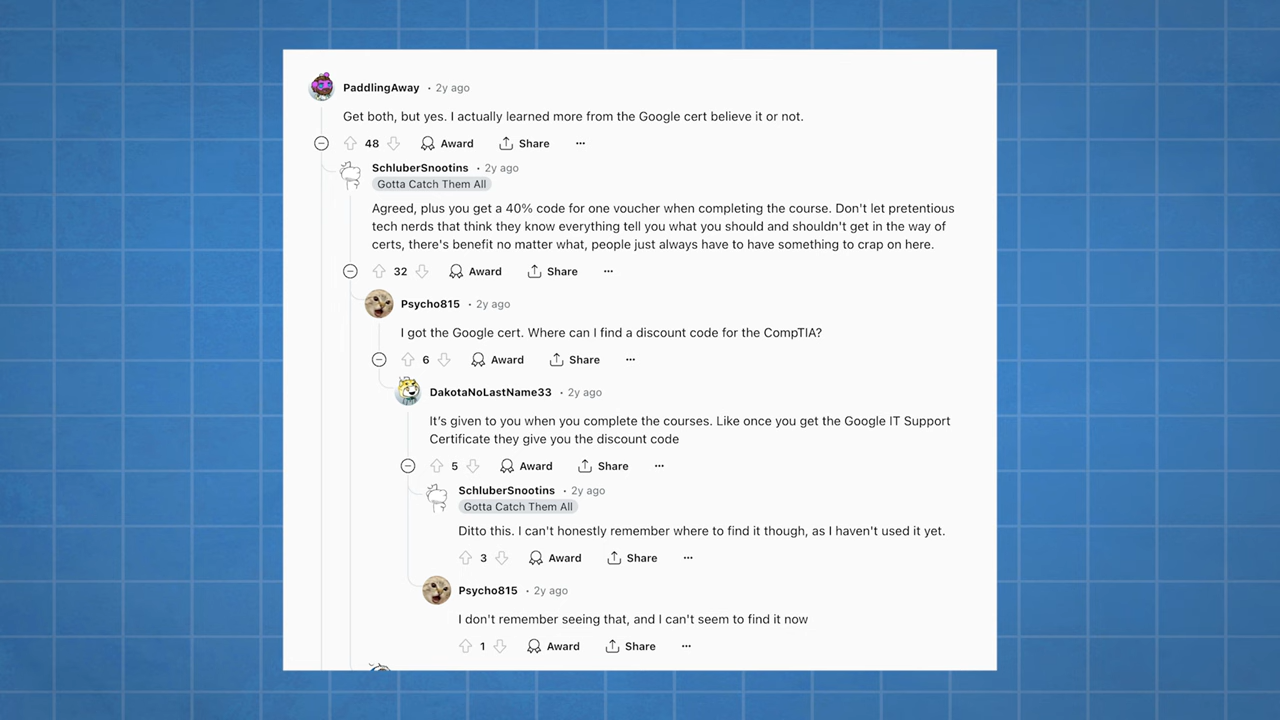 PaddlingAway · 2y ago
Get both, but yes. I actually learned more from the Google cert believe it or not.
48 Award Share ···
SchluberSnootins · 2y ago
Gotta Catch Them All
Agreed, plus you get a 40% code for one voucher when completing the course. Don't let pretentious
tech nerds that think they know everything tell you what you should and shouldn't get in the way of
certs, there's benefit no matter what, people just always have to have something to crap on here.
32 Award Share ···
Psycho815 · 2y ago
I got the Google cert. Where can I find a discount code for the CompTIA?
6 Award Share ···
DakotaNoLastName33 · 2y ago
It's given to you when you complete the courses. Like once you get the Google IT Support
Certificate they give you the discount code
5 Award Share ···
SchluberSnootins · 2y ago
Gotta Catch Them All
Ditto this. I can't honestly remember where to find it though, as I haven't used it yet.
3 Award Share ···
Psycho815 · 2y ago
I don't remember seeing that, and I can't seem to find it now
1 Award Share ···